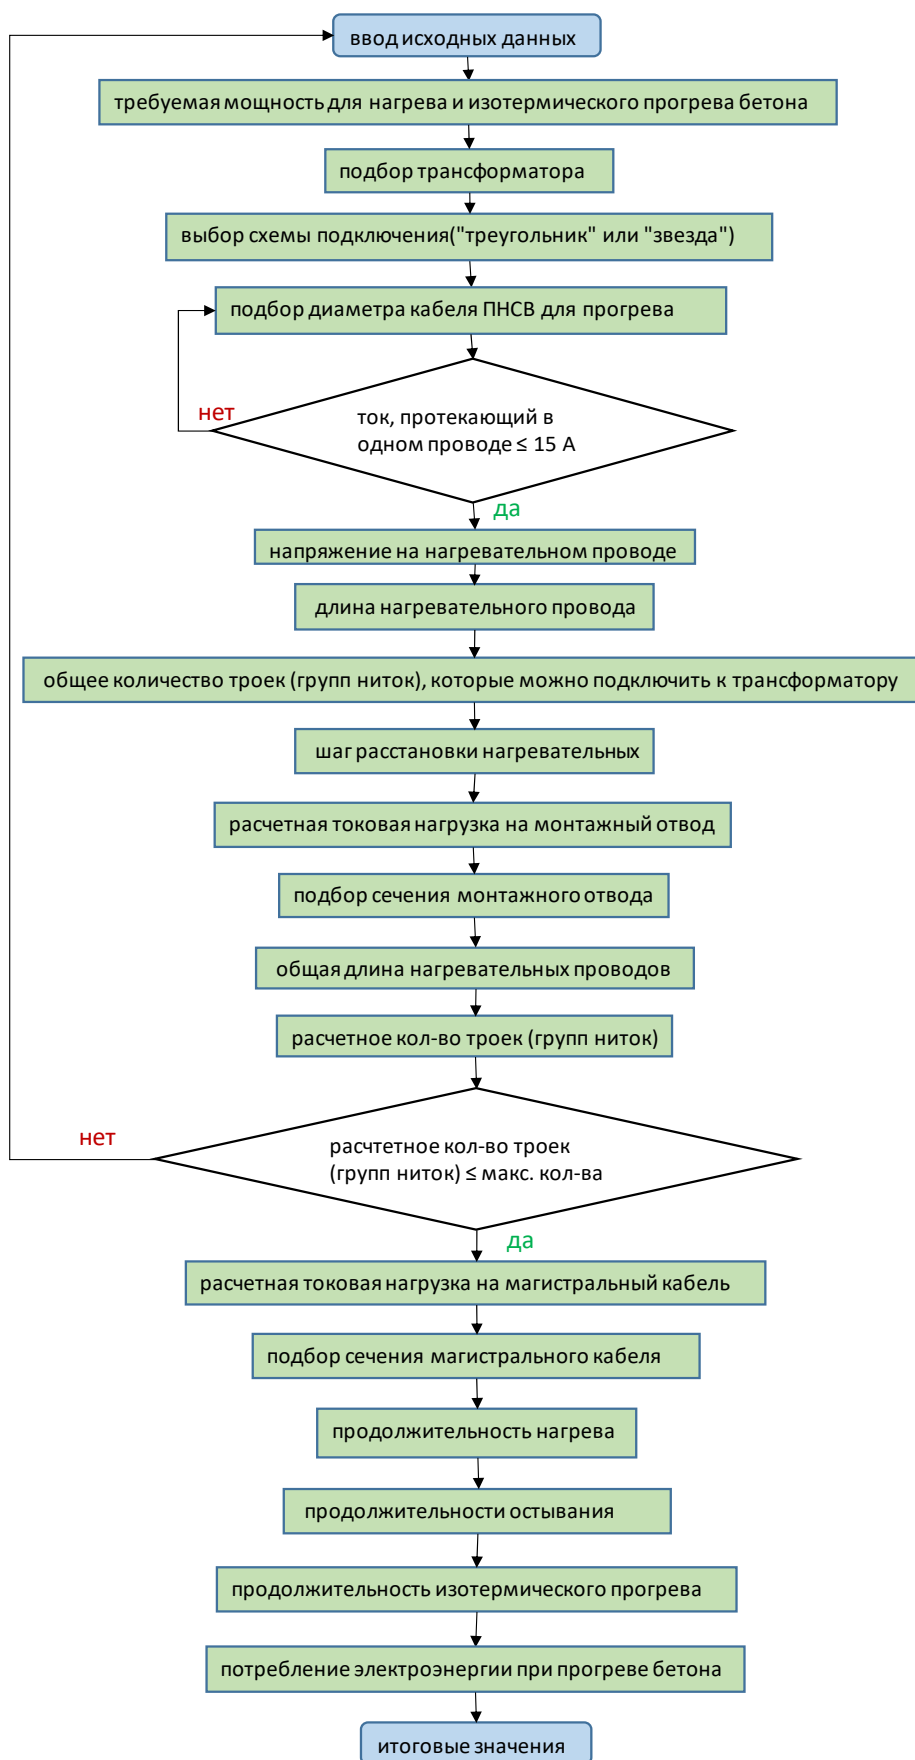 ввод исходных данных
требуемая мощность для нагрева и изотермического прогрева бетона
подбор трансформатора
выбор схемы подключения("треугольник" или "звезда")
подбор диаметра кабеля ПНСВ для прогрева
нет
ток, протекающий в
одном проводе ≤ 15 А
да
напряжение на нагревательном проводе
длина нагревательного провода
общее количество троек (групп ниток), которые можно подключить к трансформатору
шаг расстановки нагревательных
расчетная токовая нагрузка на монтажный отвод
подбор сечения монтажного отвода
общая длина нагревательных проводов
расчетное кол-во троек (групп ниток)
нет
расчтетное кол-во троек
(групп ниток) ≤ макс. кол-ва
да
расчетная токовая нагрузка на магистральный кабель
подбор сечения магистрального кабеля
продолжительность нагрева
продолжительности остывания
продолжительность изотермического прогрева
потребление электроэнергии при прогреве бетона
итоговые значения